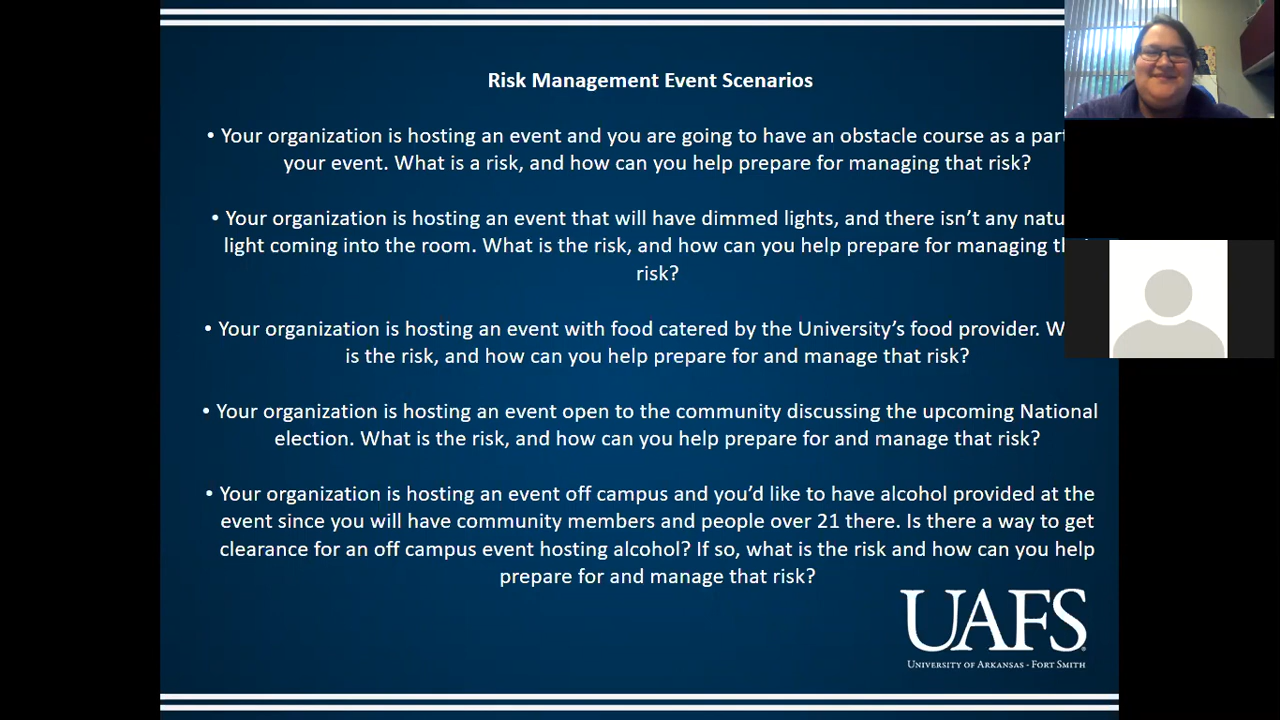 Risk Management Event Scenarios
• Your organization is hosting an event and you are going to have an obstacle course as a part
your event. What is a risk, and how can you help prepare for managing that risk?
• Your organization is hosting an event that will have dimmed lights, and there isn’t any
light coming into the room. What is the risk, and how can you help prepare for managing
risk?
• Your organization is hosting an event with food catered by the University’s food provider.
is the risk, and how can you help prepare for and manage that risk?
• Your organization is hosting an event open to the community discussing the upcoming National
election. What is the risk, and how can you help prepare for and manage that risk?
• Your organization is hosting an event off campus and you’d like to have alcohol provided at the
event since you will have community members and people over 21 there. Is there a way to get
clearance for an off campus event hosting alcohol? If so, what is the risk and how can you help
prepare for and manage that risk?
UAFS
UNIVERSITY OF ARKANSAS - FORT SMITH